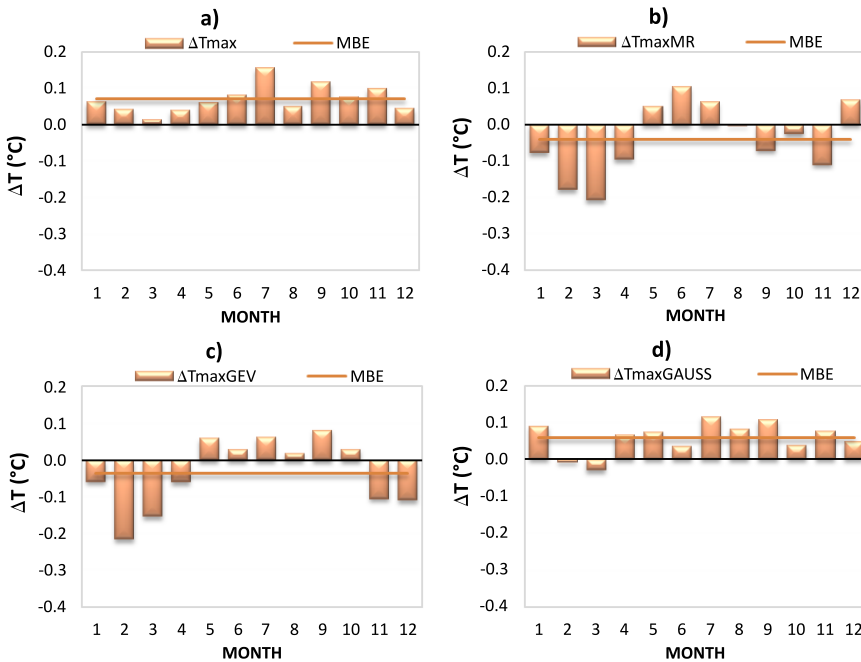 a)
ΔTmax MBE
0.2
0.1
0.0
-0.1
-0.2
-0.3
-0.4
ΔT (°C)
1 2 3 4 5 6 7 8 9 10 11 12
MONTH
b)
ΔTmaxMR MBE
0.2
0.1
0.0
-0.1
-0.2
-0.3
-0.4
ΔT (°C)
1 2 3 4 5 6 7 8 9 10 11 12
MONTH
c)
ΔTmaxGEV MBE
0.2
0.1
0.0
-0.1
-0.2
-0.3
-0.4
ΔT (°C)
1 2 3 4 5 6 7 8 9 10 11 12
MONTH
d)
ΔTmaxGAUSS MBE
0.2
0.1
0.0
-0.1
-0.2
-0.3
-0.4
ΔT (°C)
1 2 3 4 5 6 7 8 9 10 11 12
MONTH